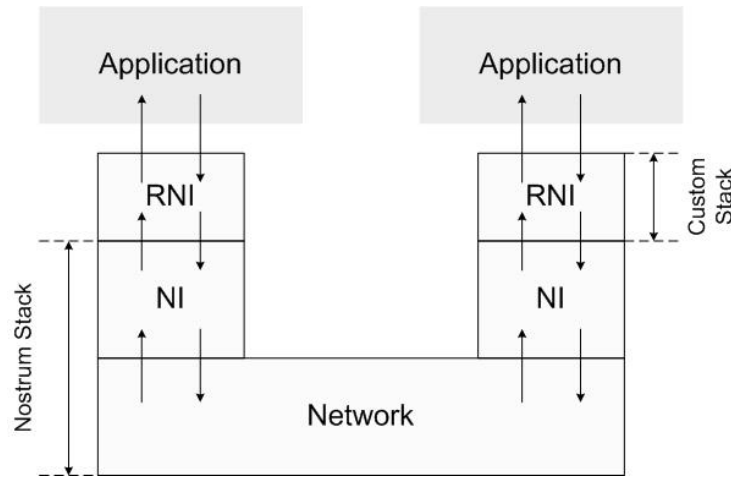 Application
Application
RNI
RNI
Custom
Stack
NI
NI
Nostrum Stack
Network